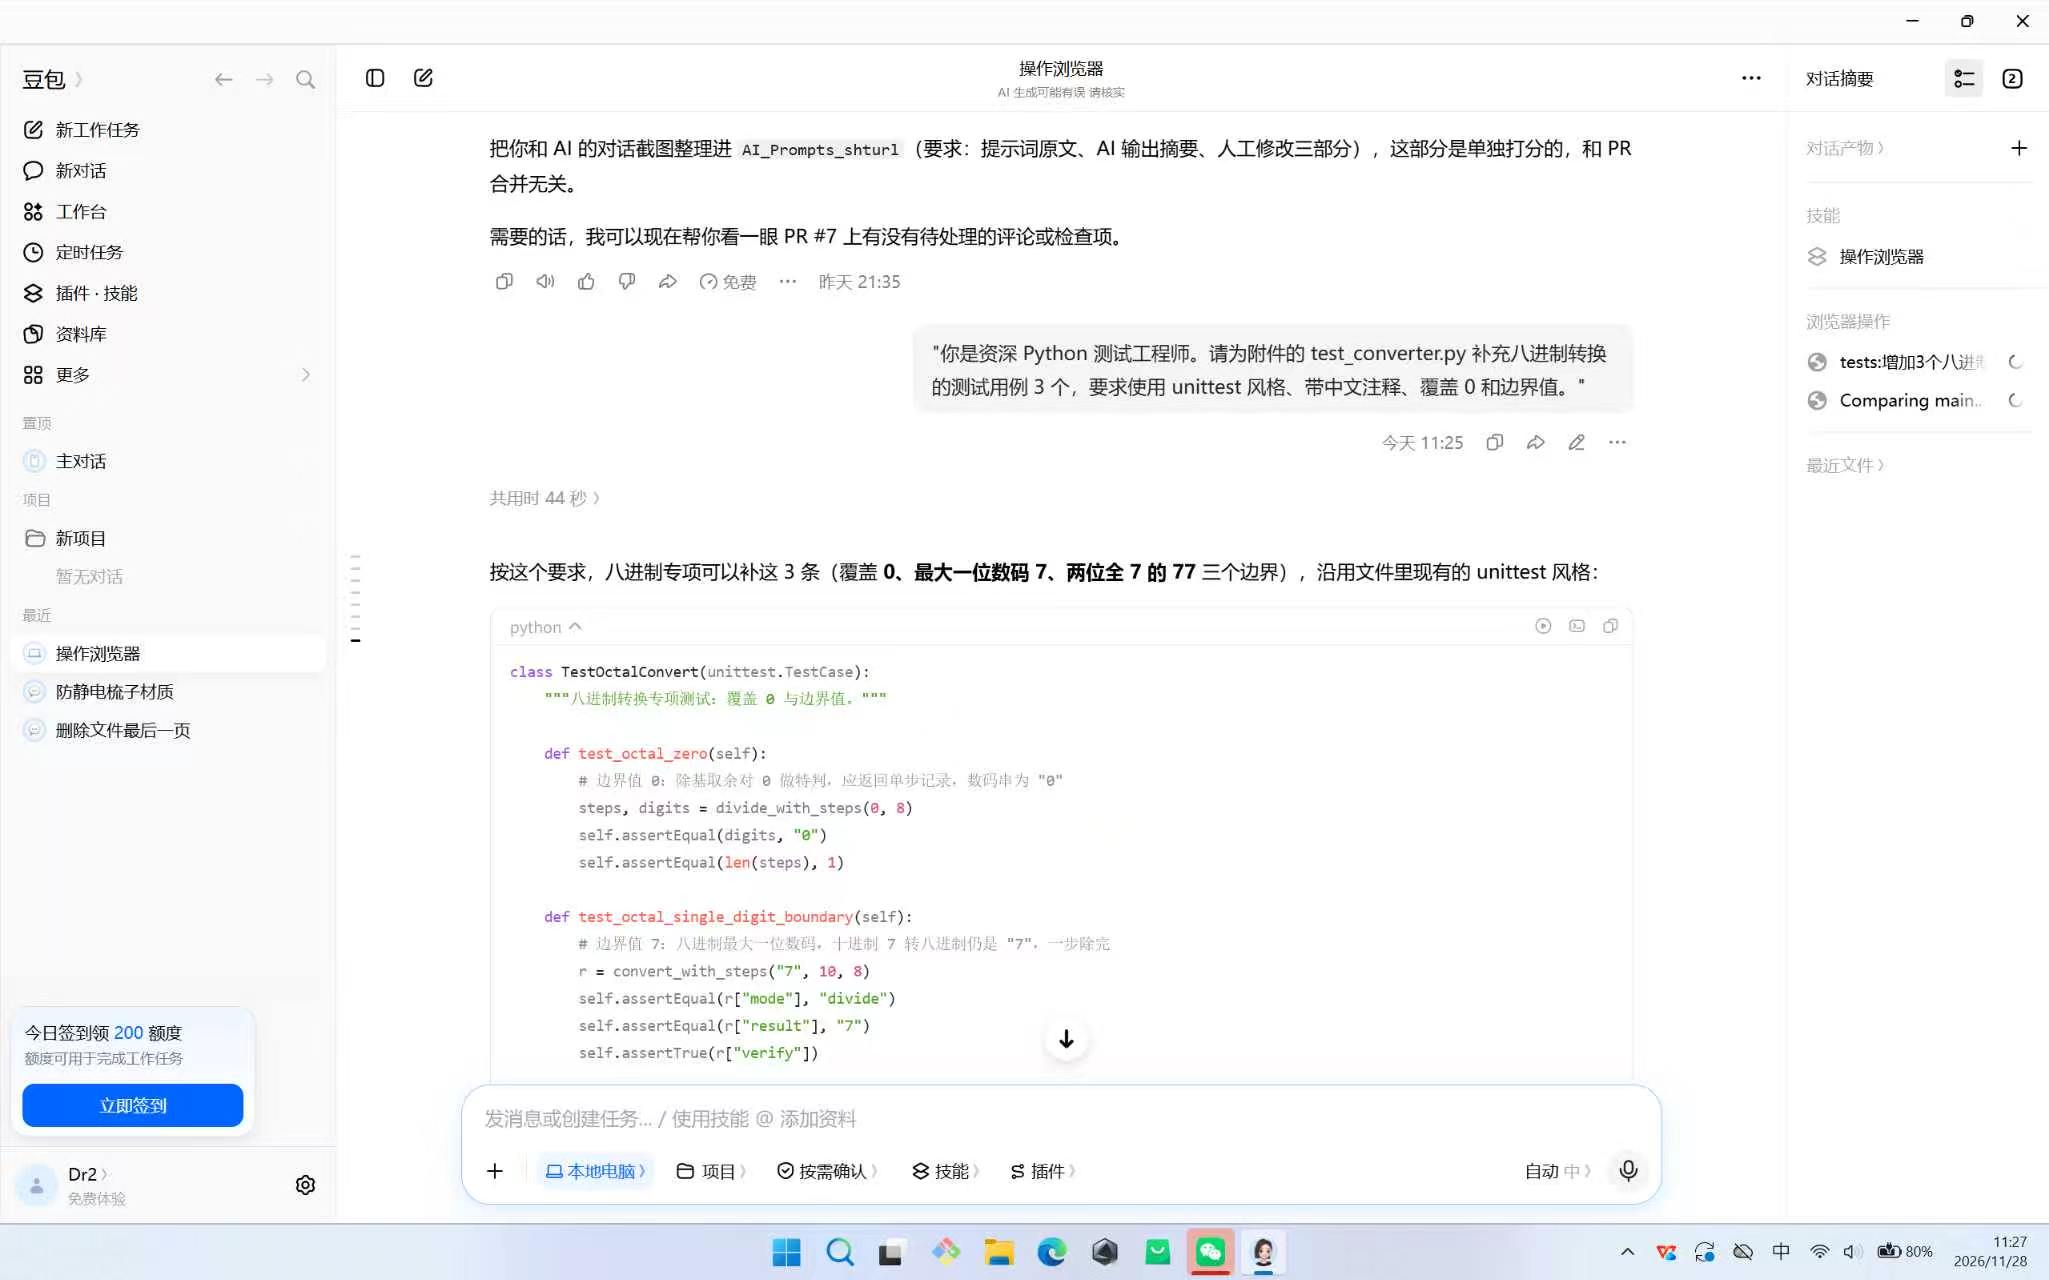 豆包
新工作任务
新对话
工作台
定时任务
插件 · 技能
资料库
更多
置顶
主对话
项目
新项目
暂无对话
最近
操作浏览器
防静电梳子材质
删除文件最后一页
今日签到领 200 额度
额度可用于完成工作任务
立即签到
Dr2
免费体验
操作浏览器
AI 生成可能有误 请核实
把你和 AI 的对话截图整理进 AI_Prompts_shturl（要求：提示词原文、AI 输出摘要、人工修改三部分），这部分是单独打分的，和 PR
合并无关。
需要的话，我可以现在帮你看一眼 PR #7 上有没有待处理的评论或检查项。
免费 昨天 21:35
"你是资深 Python 测试工程师。请为附件的 test_converter.py 补充八进制转换
的测试用例 3 个，要求使用 unittest 风格、带中文注释、覆盖 0 和边界值。"
今天 11:25
共用时 44 秒
按这个要求，八进制专项可以补这 3 条（覆盖 0、最大一位数码 7、两位全 7 的 77 三个边界），沿用文件里现有的 unittest 风格：
python
class TestOctalConvert(unittest.TestCase):
"""八进制转换专项测试：覆盖 0 与边界值。"""
def test_octal_zero(self):
# 边界值 0：除基取余对 0 做特判，应返回单步记录，数码串为 "0"
steps, digits = divide_with_steps(0, 8)
self.assertEqual(digits, "0")
self.assertEqual(len(steps), 1)
def test_octal_single_digit_boundary(self):
# 边界值 7：八进制最大一位数码，十进制 7 转八进制仍是 "7"，一步除完
r = convert_with_steps("7", 10, 8)
self.assertEqual(r["mode"], "divide")
self.assertEqual(r["result"], "7")
self.assertTrue(r["verify"])
发消息或创建任务... / 使用技能 @ 添加资料
本地电脑 项目 按需确认 技能 插件 自动 中
对话摘要 2
对话产物
技能
操作浏览器
浏览器操作
tests:增加3个八进
Comparing main...
最近文件
中 80% 11:27
2026/11/28